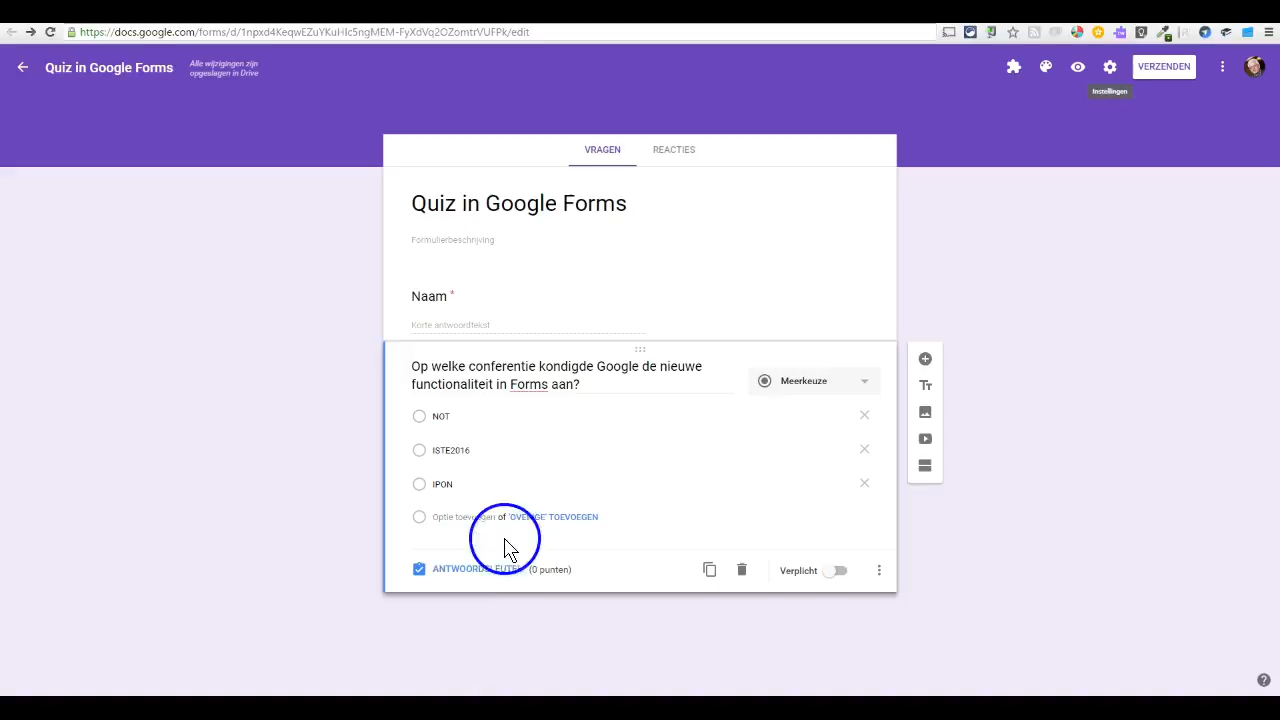 https://docs.google.com/forms/d/1npxd4KeqwEZuYKuHIc5ngMEM-FyXdVq2OZomtrVUFPk/edit
Quiz in Google Forms
Alle wijzigingen zijn
opgeslagen in Drive
VERZENDEN
Instellingen
VRAGEN REACTIES
Quiz in Google Forms
Formulierbeschrijving
Naam *
Korte antwoordtekst
Op welke conferentie kondigde Google de nieuwe
functionaliteit in Forms aan?
Meerkeuze
NOT
ISTE2016
IPON
Optie toevoegen of 'OVERIGE' TOEVOEGEN
ANTWOORDSLEUTEL (0 punten)
Verplicht